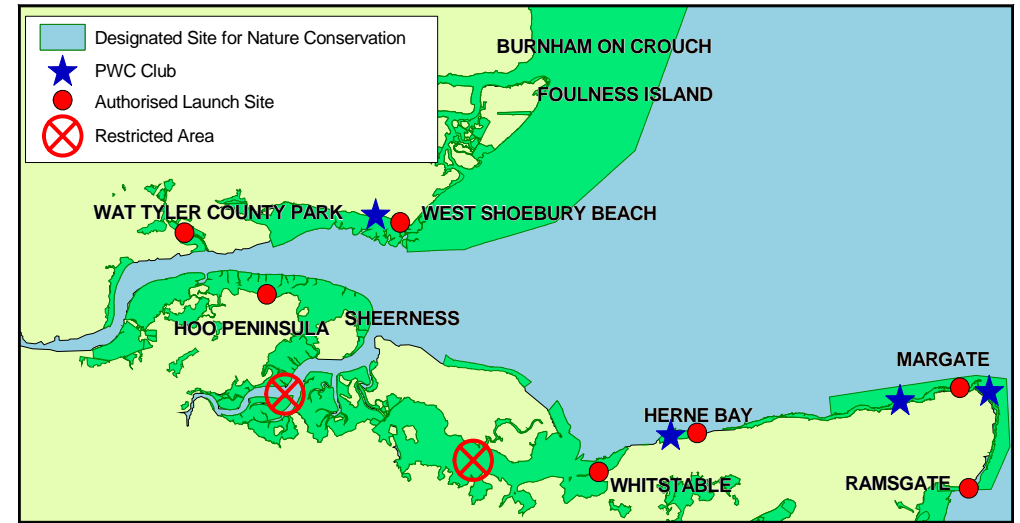 Designated Site for Nature Conservation
PWC Club
Authorised Launch Site
Restricted Area
BURNHAM ON CROUCH
FOULNESS ISLAND
WAT TYLER COUNTY PARK
WEST SHOEBURY BEACH
HOO PENINSULA
SHEERNESS
MARGATE
HERNE BAY
WHITSTABLE
RAMSGATE